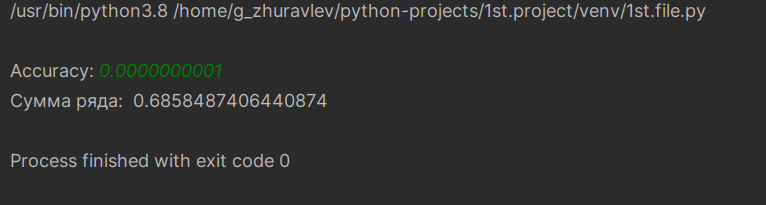 /usr/bin/python3.8 /home/g_zhuravlev/python-projects/1st.project/venv/1st.file.py
Accuracy: 0.0000000001
Сумма ряда:  0.6858487406440874
Process finished with exit code 0